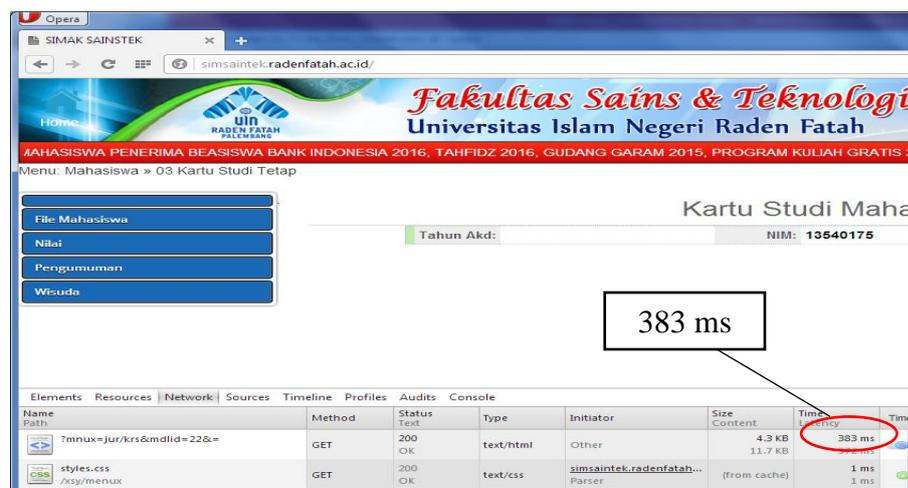 Opera
SIMAK SAINSTEK
simsaintek.radenfatah.ac.id/
Home
UIN
RADEN FATAH
PALEMBANG
Fakultas Sains & Teknologi
Universitas Islam Negeri Raden Fatah
MAHASISWA PENERIMA BEASISWA BANK INDONESIA 2016, TAHFIDZ 2016, GUDANG GARAM 2015, PROGRAM KULIAH GRATIS
Menu: Mahasiswa » 03 Kartu Studi Tetap
File Mahasiswa
Nilai
Pengumuman
Wisuda
Kartu Studi Maha
Tahun Akd: NIM: 13540175
383 ms
Elements Resources Network Sources Timeline Profiles Audits Console
Name Method Status Type Initiator Size Time Time
Path Text Content Latency
?mnux=jur/krs&mdlid=22&= GET 200 text/html Other 4.3 KB 383 ms
OK 11.7 KB 372 ms
styles.css GET 200 text/css simsaintek.radenfatah... (from cache) 1 ms
/xsy/menux OK Parser 1 ms